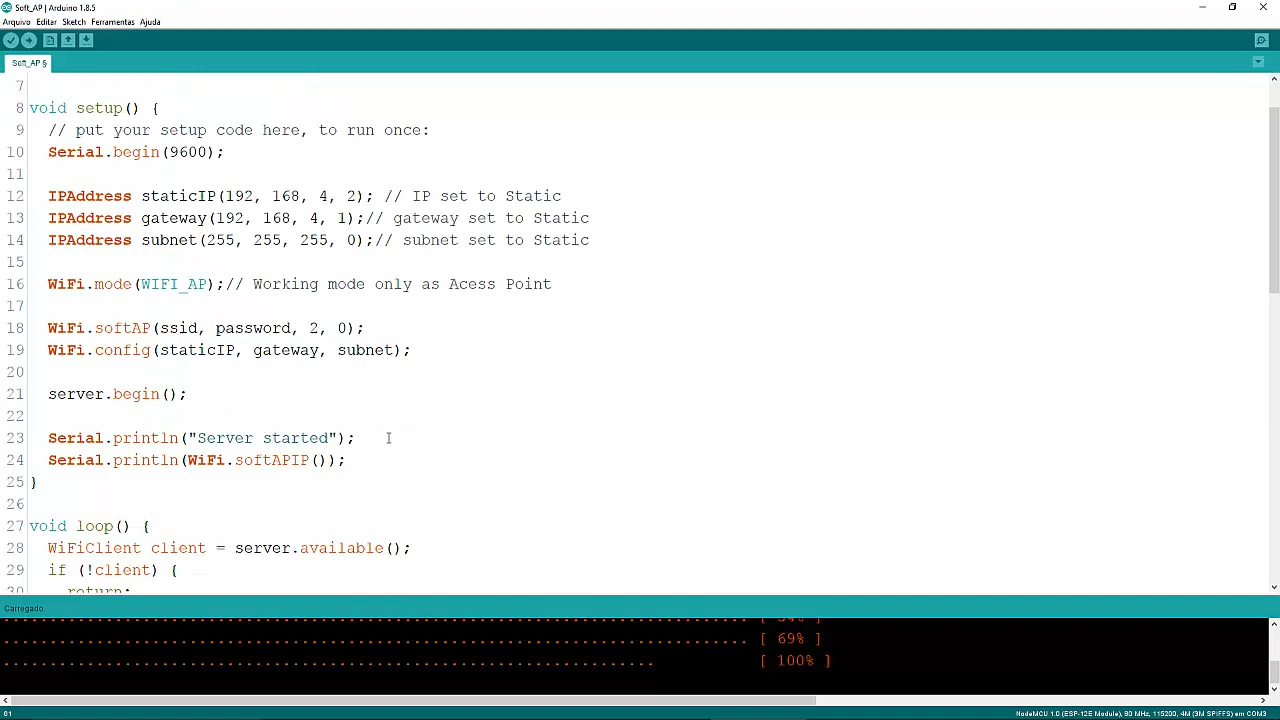 Soft_AP | Arduino 1.8.5
Arquivo Editar Sketch Ferramentas Ajuda
Soft_AP §
7
8 void setup() {
9 // put your setup code here, to run once:
10 Serial.begin(9600);
11
12 IPAddress staticIP(192, 168, 4, 2); // IP set to Static
13 IPAddress gateway(192, 168, 4, 1);// gateway set to Static
14 IPAddress subnet(255, 255, 255, 0);// subnet set to Static
15
16 WiFi.mode(WIFI_AP);// Working mode only as Acess Point
17
18 WiFi.softAP(ssid, password, 2, 0);
19 WiFi.config(staticIP, gateway, subnet);
20
21 server.begin();
22
23 Serial.println("Server started");
24 Serial.println(WiFi.softAPIP());
25 }
26
27 void loop() {
28 WiFiClient client = server.available();
29 if (!client) {
30 return;
Carregado.
................................................................................ [ 54% ]
................................................................................ [ 69% ]
...................................................................... [ 100% ]
61 NodeMCU 1.0 (ESP-12E Module), 80 MHz, 115200, 4M (3M SPIFFS) em COM3